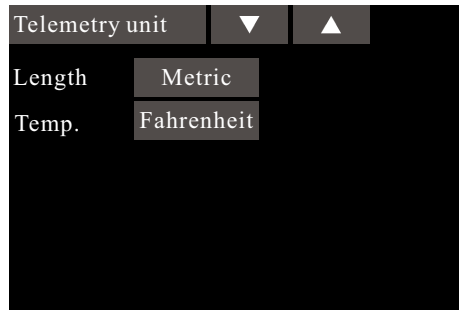 Telemetry unit ▼ ▲
Length Metric
Temp. Fahrenheit